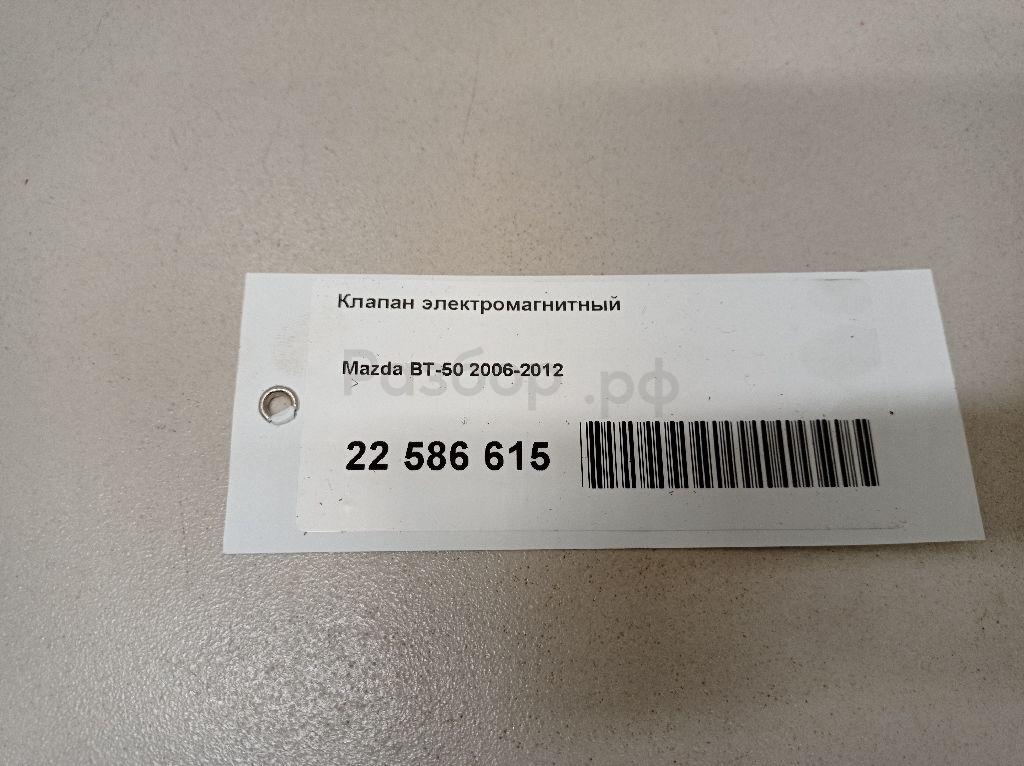 Клапан электромагнитный
Mazda BT-50 2006-2012
Разбор.рф
22 586 615